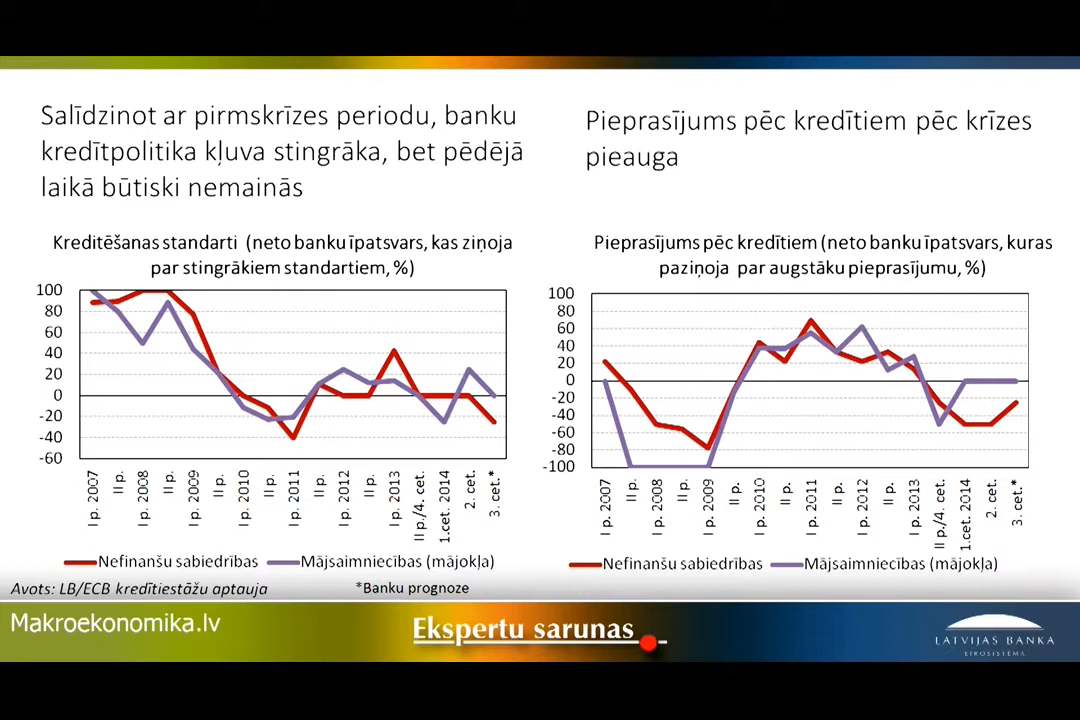 Salīdzinot ar pirmskrīzes periodu, banku
kredītpolitika kļuva stingrāka, bet pēdējā
laikā būtiski nemainās
Pieprasījums pēc kredītiem pēc krīzes
pieauga
Kreditēšanas standarti (neto banku īpatsvars, kas ziņoja
par stingrākiem standartiem, %)
100
80
60
40
20
0
-20
-40
-60
I p. 2007
II p.
I p. 2008
II p.
I p. 2009
II p.
I p. 2010
II p.
I p. 2011
II p.
I p. 2012
II p.
I p. 2013
II p./4. cet.
1.cet. 2014
2. cet.
3. cet.*
Nefinanšu sabiedrības
Mājsaimniecības (mājokļa)
Pieprasījums pēc kredītiem (neto banku īpatsvars, kuras
paziņoja par augstāku pieprasījumu, %)
100
80
60
40
20
0
-20
-40
-60
-80
-100
I p. 2007
II p.
I p. 2008
II p.
I p. 2009
II p.
I p. 2010
II p.
I p. 2011
II p.
I p. 2012
II p.
I p. 2013
II p./4. cet.
1.cet. 2014
2. cet.
3. cet.*
Nefinanšu sabiedrības
Mājsaimniecības (mājokļa)
Avots: LB/ECB kredītiestāžu aptauja
*Banku prognoze
Makroekonomika.lv
Ekspertu sarunas
LATVIJAS BANKA
EIROSISTĒMA